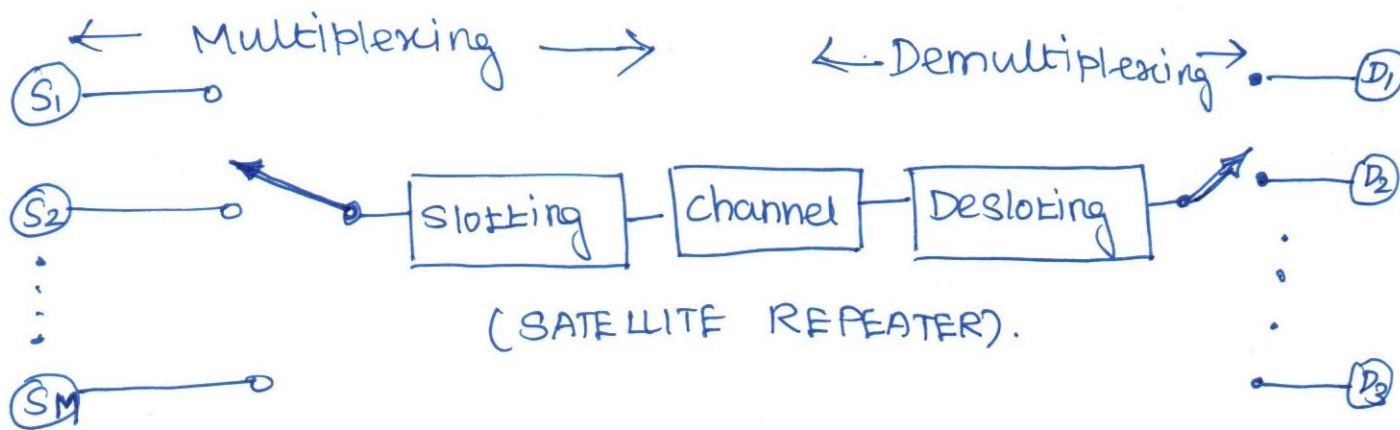 ← Multiplexing → ← Demultiplexing →
S1 D1
S2 D2
Slotting Channel Desloting
(SATELLITE REPEATER).
SM D3